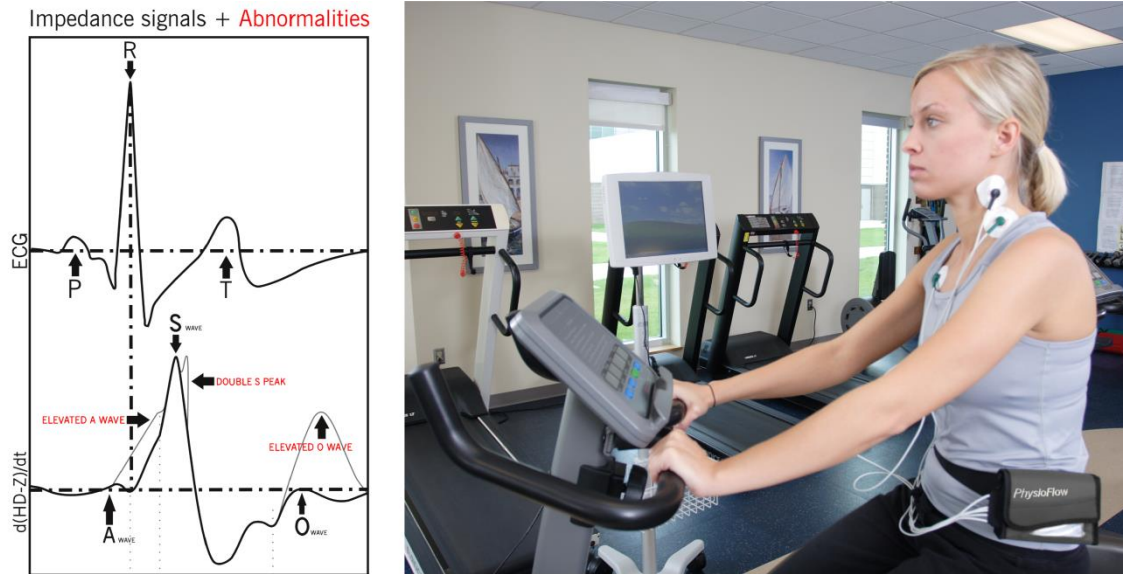 Impedance signals + Abnormalities
R
ECG
P
T
S WAVE
DOUBLE S PEAK
ELEVATED A WAVE
ELEVATED O WAVE
d(HD-Z)/dt
A WAVE
O WAVE
PhysioFlow